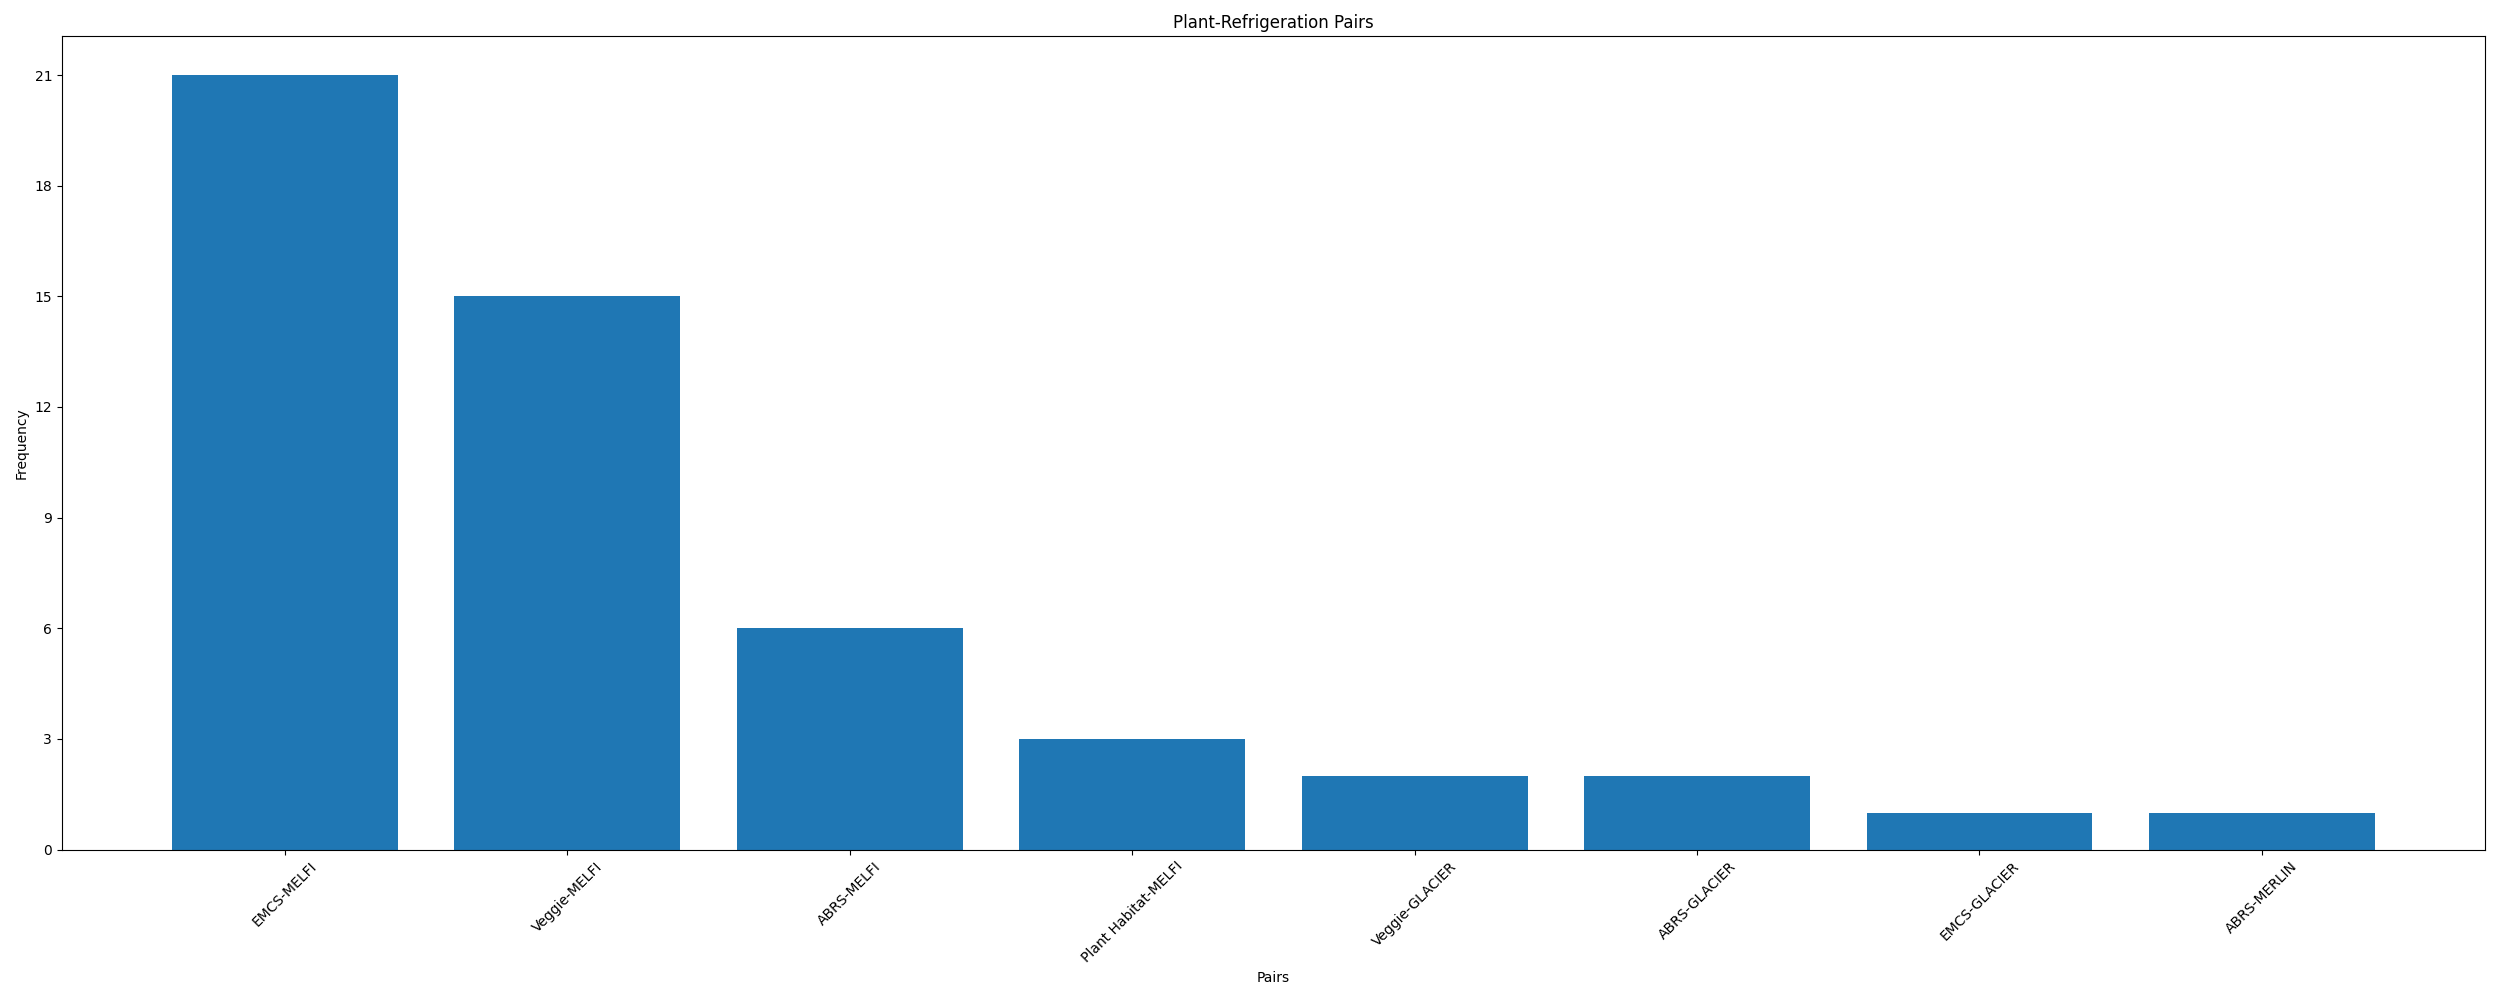 Plant-Refrigeration Pairs
Frequency
21
18
15
12
9
6
3
0
EMCS-MELFI
Veggie-MELFI
ABRS-MELFI
Plant Habitat-MELFI
Veggie-GLACIER
ABRS-GLACIER
EMCS-GLACIER
ABRS-MERLIN
Pairs